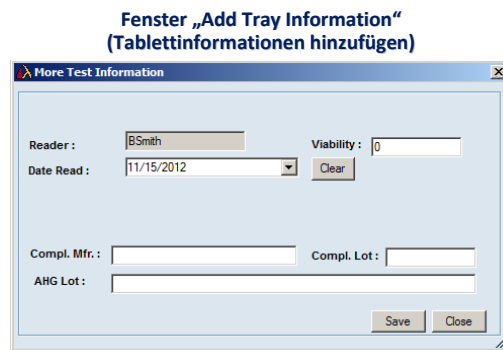 Fenster „Add Tray Information“
(Tablettinformationen hinzufügen)
More Test Information
Reader : BSmith Viability : 0
Date Read : 11/15/2012 Clear
Compl. Mfr. : Compl. Lot :
AHG Lot :
Save Close